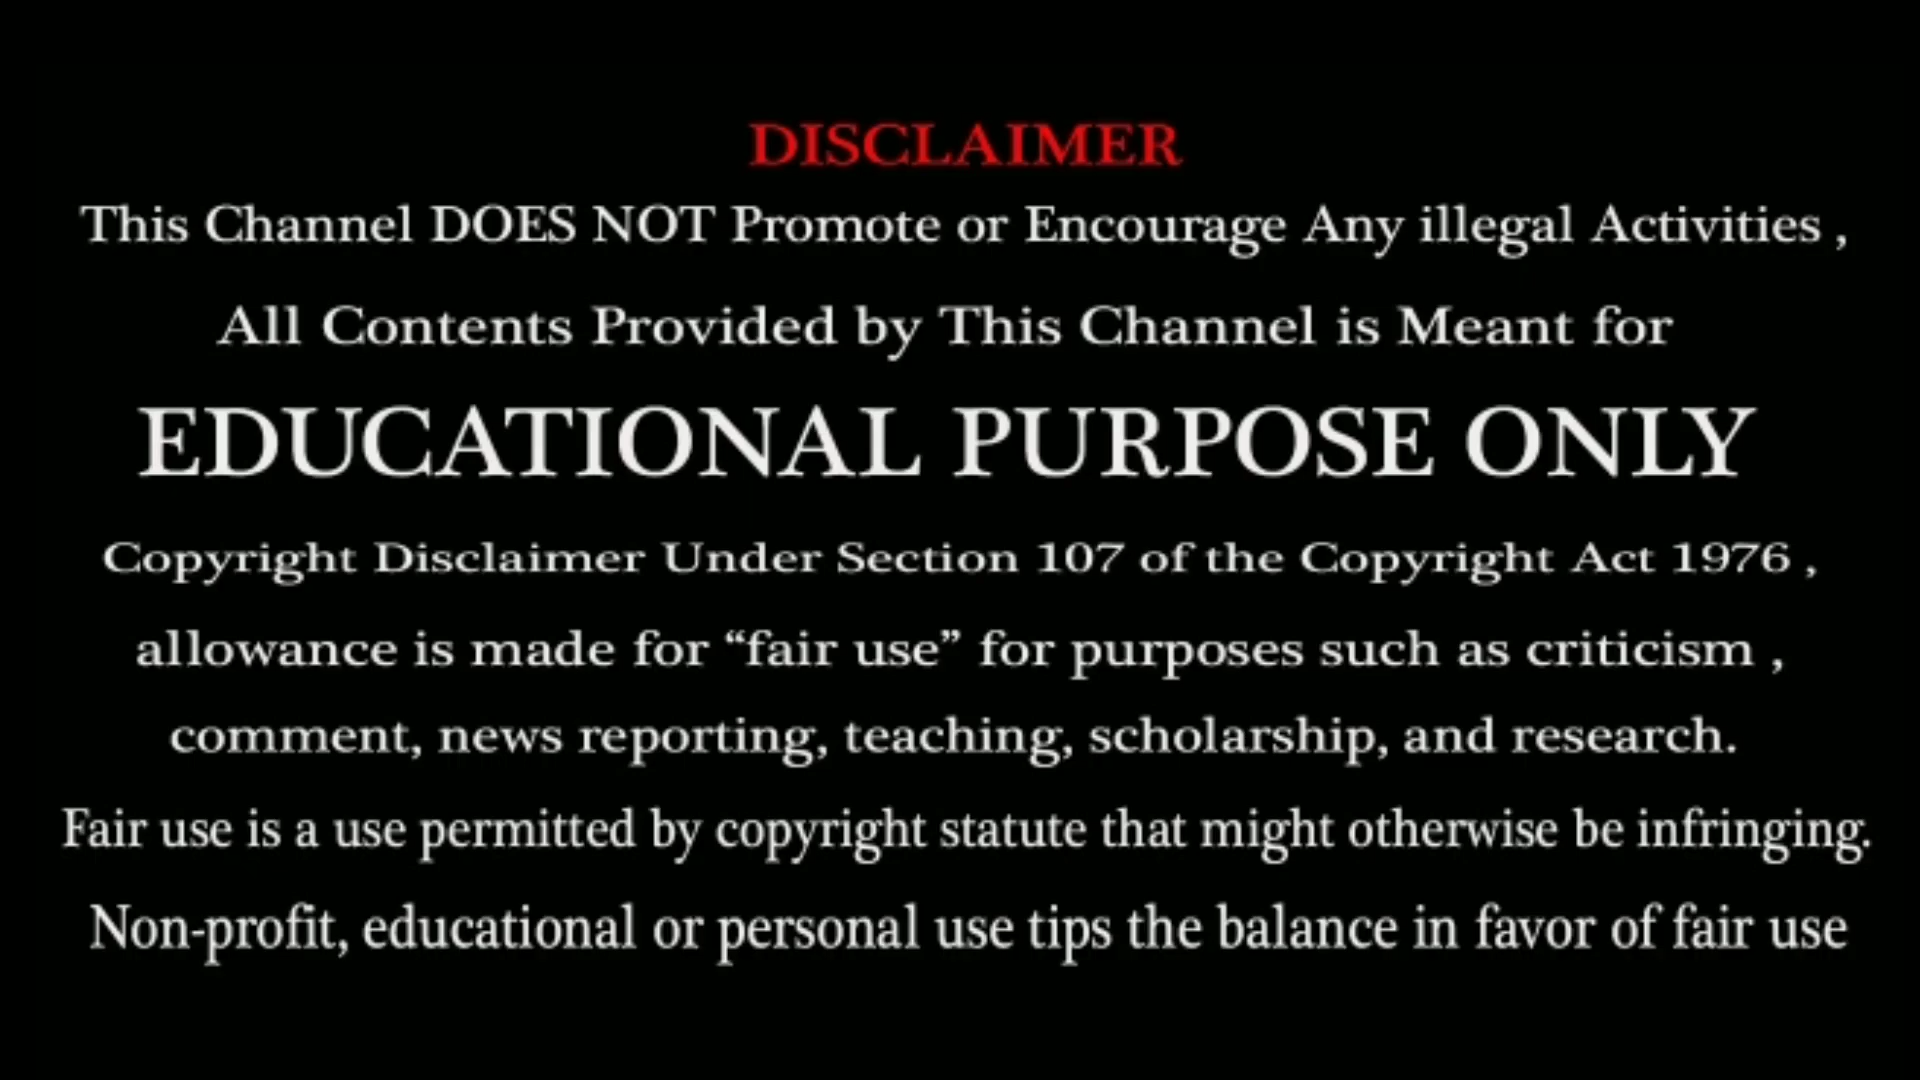 DISCLAIMER
This Channel DOES NOT Promote or Encourage Any illegal Activities ,
All Contents Provided by This Channel is Meant for
EDUCATIONAL PURPOSE ONLY
Copyright Disclaimer Under Section 107 of the Copyright Act 1976 ,
allowance is made for “fair use” for purposes such as criticism ,
comment, news reporting, teaching, scholarship, and research.
Fair use is a use permitted by copyright statute that might otherwise be infringing.
Non-profit, educational or personal use tips the balance in favor of fair use